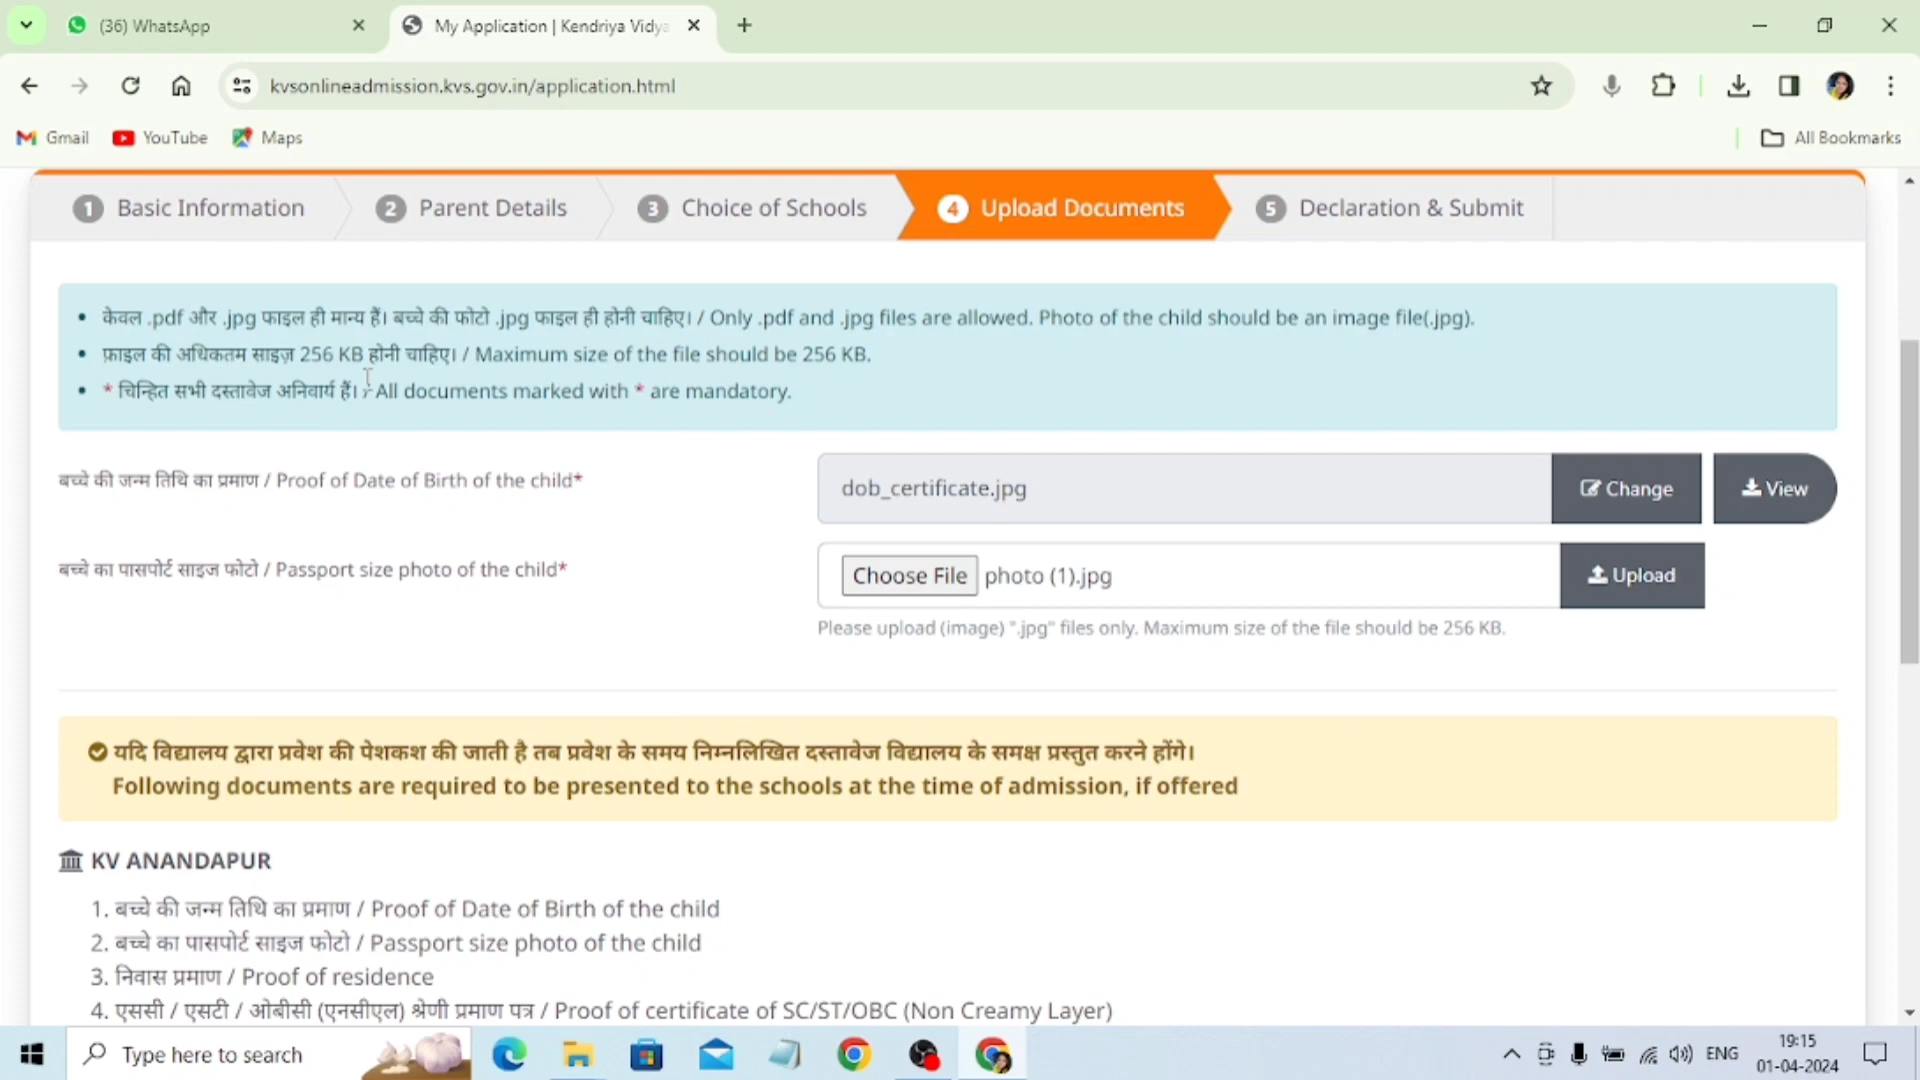 (36) WhatsApp
My Application | Kendriya Vidya
kvsonlineadmission.kvs.gov.in/application.html
Gmail YouTube Maps All Bookmarks
1 Basic Information 2 Parent Details 3 Choice of Schools 4 Upload Documents 5 Declaration & Submit
• केवल .pdf और .jpg फाइल ही मान्य हैं। बच्चे की फोटो .jpg फाइल ही होनी चाहिए। / Only .pdf and .jpg files are allowed. Photo of the child should be an image file(.jpg).
• फ़ाइल की अधिकतम साइज़ 256 KB होनी चाहिए। / Maximum size of the file should be 256 KB.
• * चिन्हित सभी दस्तावेज अनिवार्य हैं। / All documents marked with * are mandatory.
बच्चे की जन्म तिथि का प्रमाण / Proof of Date of Birth of the child* dob_certificate.jpg Change View
बच्चे का पासपोर्ट साइज फोटो / Passport size photo of the child* Choose File photo (1).jpg Upload
Please upload (image) ".jpg" files only. Maximum size of the file should be 256 KB.
यदि विद्यालय द्वारा प्रवेश की पेशकश की जाती है तब प्रवेश के समय निम्नलिखित दस्तावेज विद्यालय के समक्ष प्रस्तुत करने होंगे।
Following documents are required to be presented to the schools at the time of admission, if offered
KV ANANDAPUR
1. बच्चे की जन्म तिथि का प्रमाण / Proof of Date of Birth of the child
2. बच्चे का पासपोर्ट साइज फोटो / Passport size photo of the child
3. निवास प्रमाण / Proof of residence
4. एससी / एसटी / ओबीसी (एनसीएल) श्रेणी प्रमाण पत्र / Proof of certificate of SC/ST/OBC (Non Creamy Layer)
Type here to search
ENG
19:15
01-04-2024